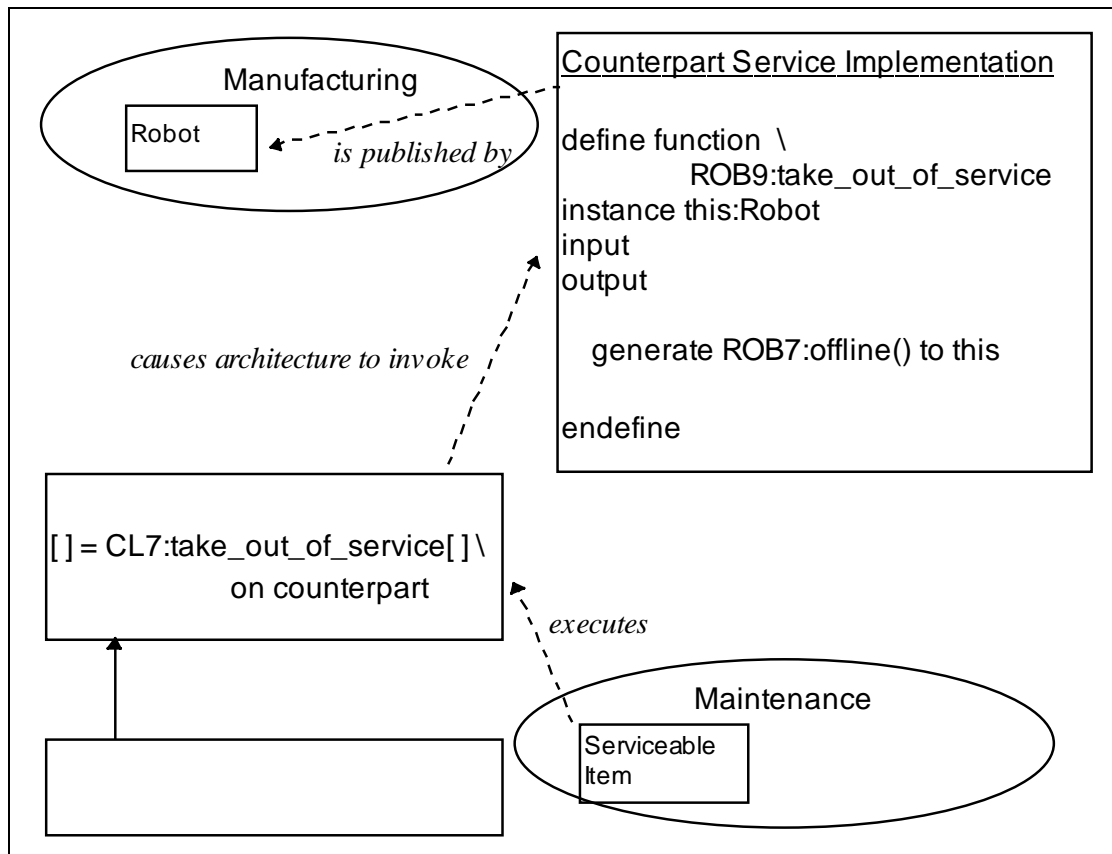 Manufacturing
Robot
is published by
Counterpart Service Implementation
define function \
ROB9:take_out_of_service
instance this:Robot
input
output
generate ROB7:offline() to this
endefine
causes architecture to invoke
[ ] = CL7:take_out_of_service[ ] \
on counterpart
executes
Maintenance
Serviceable
Item